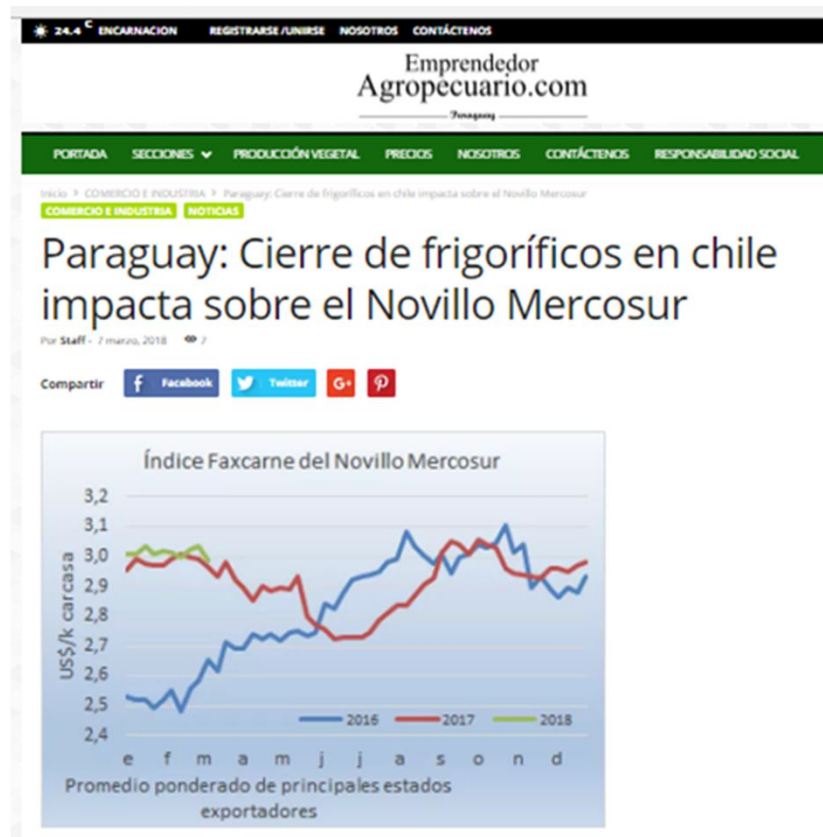 24.4 C ENCARNACION REGISTRARSE /UNIRSE NOSOTROS CONTÁCTENOS
Emprendedor
Agropecuario.com
Paraguay
PORTADA SECCIONES PRODUCCIÓN VEGETAL PRECIOS NOSOTROS CONTÁCTENOS RESPONSABILIDAD SOCIAL
Inicio > COMERCIO E INDUSTRIA > Paraguay: Cierre de frigoríficos en chile impacta sobre el Novillo Mercosur
COMERCIO E INDUSTRIA NOTICIAS
Paraguay: Cierre de frigoríficos en chile
impacta sobre el Novillo Mercosur
Por Staff - 7 marzo, 2018 7
Compartir f Facebook Twitter G+
Índice Faxcarne del Novillo Mercosur
3,2
3,1
3,0
2,9
2,8
2,7
2,6
2,5
2,4
US$/k carcasa
2016 2017 2018
e f m a m j j a s o n d
Promedio ponderado de principales estados
exportadores